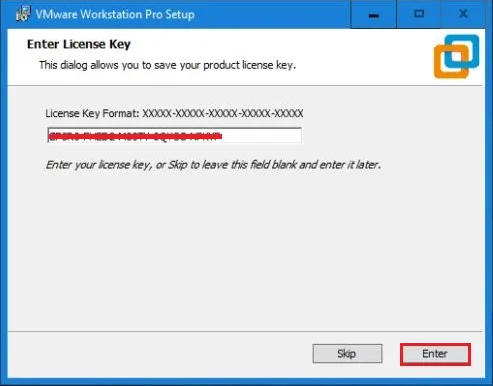 VMware Workstation Pro Setup
Enter License Key
This dialog allows you to save your product license key.
License Key Format: XXXXX-XXXXX-XXXXX-XXXXX-XXXXX
Enter your license key, or Skip to leave this field blank and enter it later.
Skip
Enter